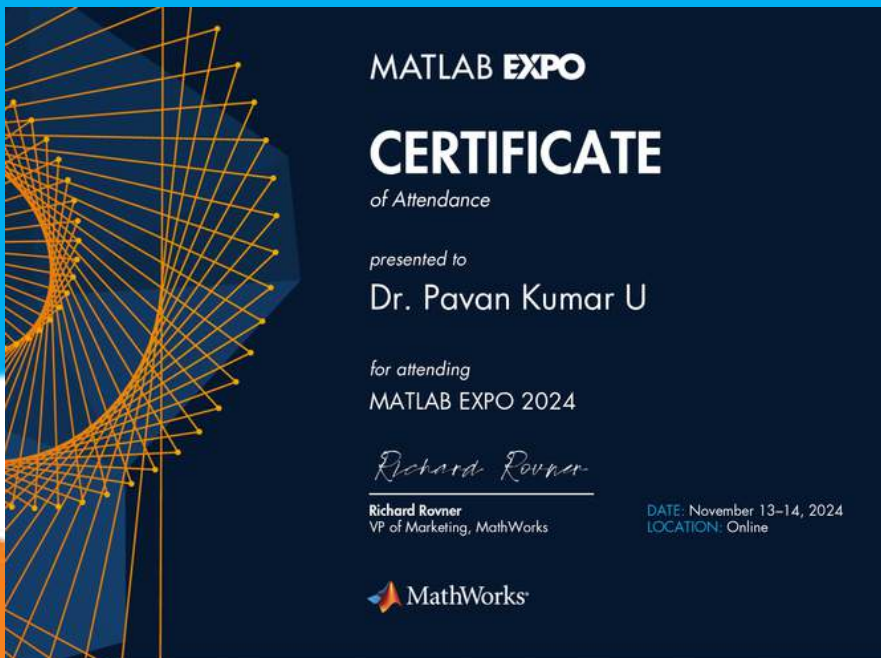 MATLAB EXPO
CERTIFICATE
of Attendance
presented to
Dr. Pavan Kumar U
for attending
MATLAB EXPO 2024
Richard Rovner
Richard Rovner
VP of Marketing, MathWorks
DATE: November 13–14, 2024
LOCATION: Online
MathWorks®